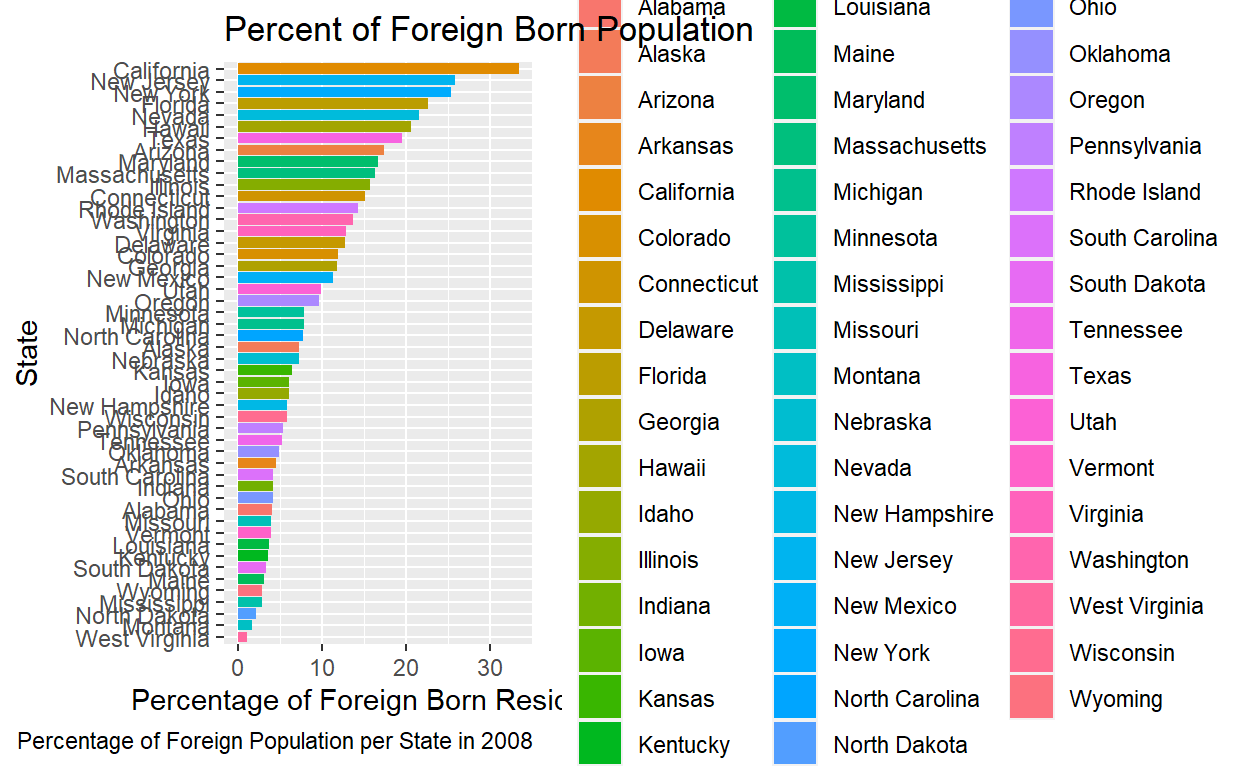 Percent of Foreign Born Population
State
California
New Jersey
New York
Florida
Nevada
Hawaii
Texas
Arizona
Maryland
Massachusetts
Illinois
Connecticut
Rhode Island
Washington
Virginia
Delaware
Colorado
Georgia
New Mexico
Utah
Oregon
Minnesota
Michigan
North Carolina
Alaska
Nebraska
Kansas
Iowa
Idaho
New Hampshire
Wisconsin
Pennsylvania
Tennessee
Oklahoma
Arkansas
South Carolina
Indiana
Ohio
Alabama
Missouri
Vermont
Louisiana
Kentucky
South Dakota
Maine
Wyoming
Mississippi
North Dakota
Montana
West Virginia
0 10 20 30
Percentage of Foreign Born Resi
Percentage of Foreign Population per State in 2008
Alabama
Alaska
Arizona
Arkansas
California
Colorado
Connecticut
Delaware
Florida
Georgia
Hawaii
Idaho
Illinois
Indiana
Iowa
Kansas
Kentucky
Louisiana
Maine
Maryland
Massachusetts
Michigan
Minnesota
Mississippi
Missouri
Montana
Nebraska
Nevada
New Hampshire
New Jersey
New Mexico
New York
North Carolina
North Dakota
Ohio
Oklahoma
Oregon
Pennsylvania
Rhode Island
South Carolina
South Dakota
Tennessee
Texas
Utah
Vermont
Virginia
Washington
West Virginia
Wisconsin
Wyoming